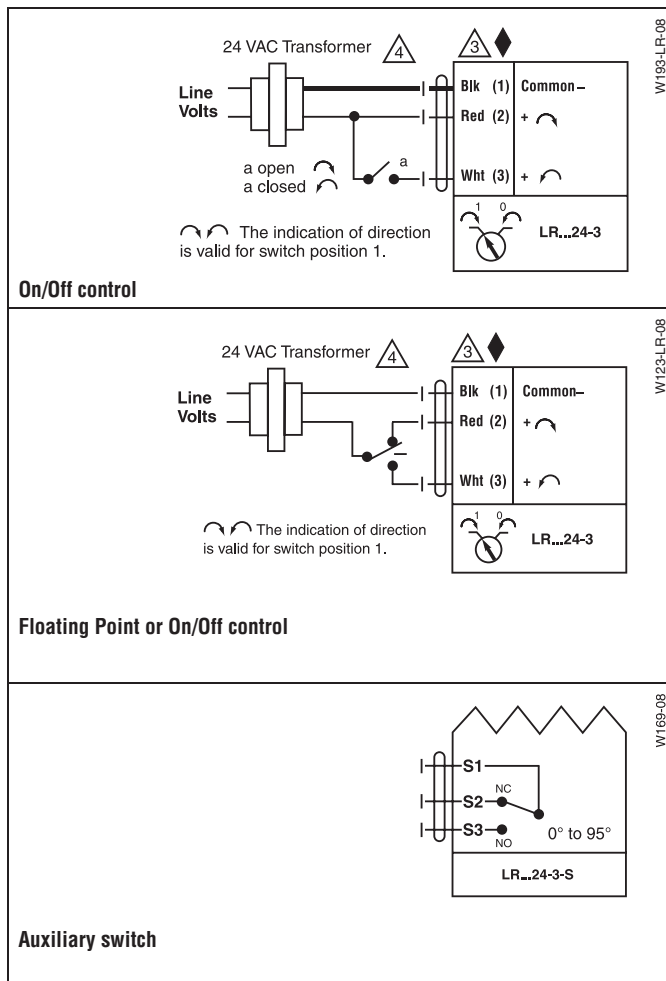 W193-LR-08
24 VAC Transformer
4
3
Line
Volts
Blk (1) Common –
Red (2) +
a open
a closed
a
Wht (3) +
1 0
LR...24-3
The indication of direction
is valid for switch position 1.
On/Off control
W123-LR-08
24 VAC Transformer
4
3
Line
Volts
Blk (1) Common–
Red (2) +
Wht (3) +
The indication of direction
is valid for switch position 1.
1 0
LR...24-3
Floating Point or On/Off control
W169-08
S1
NC
S2
S3
NO
0° to 95°
LR...24-3-S
Auxiliary switch